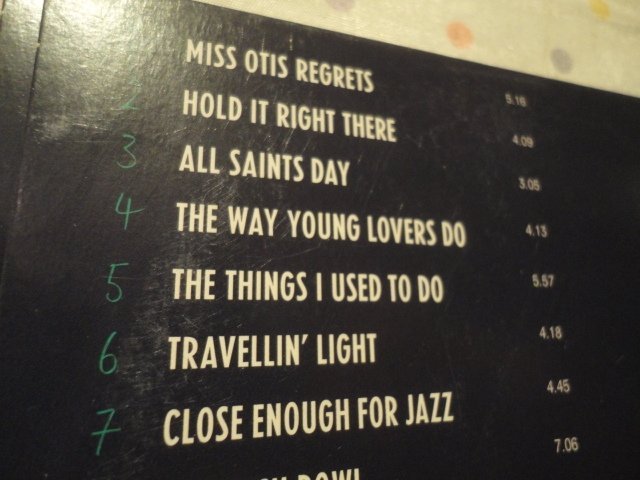 MISS OTIS REGRETS 5.16
2 HOLD IT RIGHT THERE 4.09
3 ALL SAINTS DAY 3.05
4 THE WAY YOUNG LOVERS DO 4.13
5 THE THINGS I USED TO DO 5.57
6 TRAVELLIN' LIGHT 4.18
7 CLOSE ENOUGH FOR JAZZ 4.45
7.06